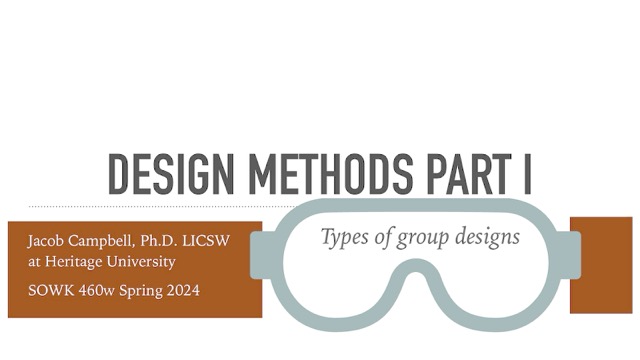 DESIGN METHODS PART I
Jacob Campbell, Ph.D. LICSW
at Heritage University
SOWK 460w Spring 2024
Types of group designs